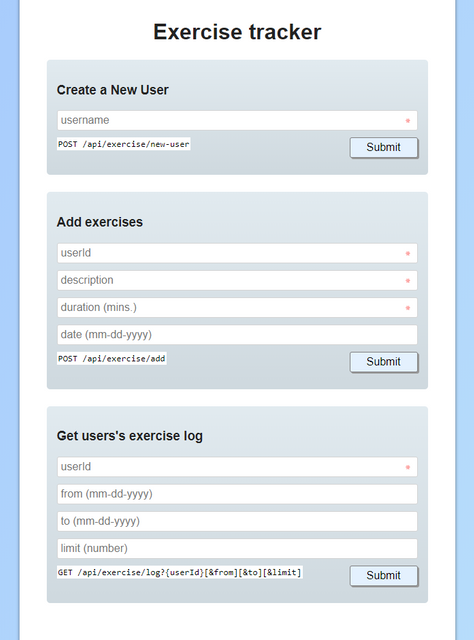 Exercise tracker
Create a New User
username *
POST /api/exercise/new-user
Submit
Add exercises
userId *
description *
duration (mins.) *
date (mm-dd-yyyy)
POST /api/exercise/add
Submit
Get users's exercise log
userId *
from (mm-dd-yyyy)
to (mm-dd-yyyy)
limit (number)
GET /api/exercise/log?{userId}[&from][&to][&limit]
Submit